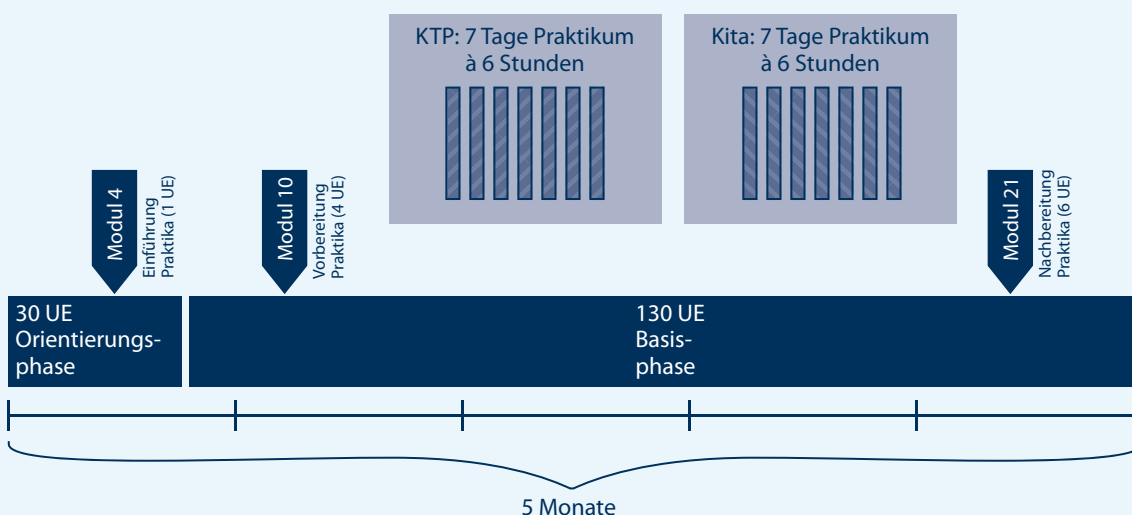 KTP: 7 Tage Praktikum
à 6 Stunden
Kita: 7 Tage Praktikum
à 6 Stunden
Modul 4
Einführung
Praktika (1 UE)
Modul 10
Vorbereitung
Praktika (4 UE)
Modul 21
Nachbereitung
Praktika (6 UE)
30 UE
Orientierungs-
phase
130 UE
Basis-
phase
5 Monate